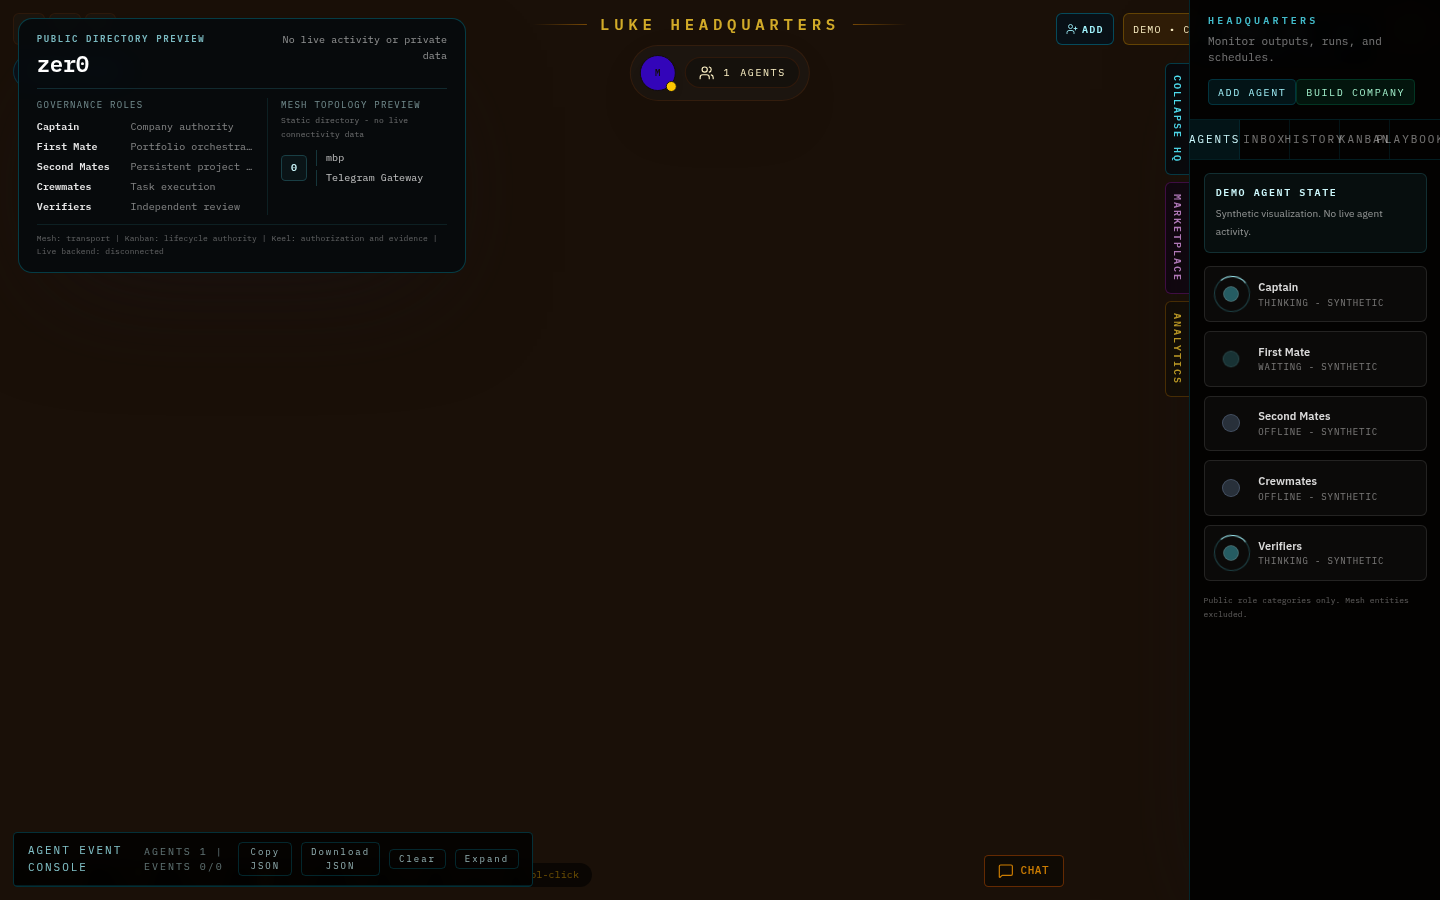 LUKE HEADQUARTERS
M
1 AGENTS
ADD
DEMO • C
PUBLIC DIRECTORY PREVIEW
No live activity or private
data
zer0
GOVERNANCE ROLES
Captain Company authority
First Mate Portfolio orchestra…
Second Mates Persistent project …
Crewmates Task execution
Verifiers Independent review
MESH TOPOLOGY PREVIEW
Static directory - no live
connectivity data
0
mbp
Telegram Gateway
Mesh: transport | Kanban: lifecycle authority | Keel: authorization and evidence |
Live backend: disconnected
COLLAPSE HQ
MARKETPLACE
ANALYTICS
HEADQUARTERS
Monitor outputs, runs, and
schedules.
ADD AGENT BUILD COMPANY
AGENTS INBOX HISTORY KANBAN PLAYBOOK
DEMO AGENT STATE
Synthetic visualization. No live agent
activity.
Captain
THINKING - SYNTHETIC
First Mate
WAITING - SYNTHETIC
Second Mates
OFFLINE - SYNTHETIC
Crewmates
OFFLINE - SYNTHETIC
Verifiers
THINKING - SYNTHETIC
Public role categories only. Mesh entities
excluded.
AGENT EVENT
CONSOLE
AGENTS 1 |
EVENTS 0/0
Copy
JSON
Download
JSON
Clear
Expand
ol-click
CHAT